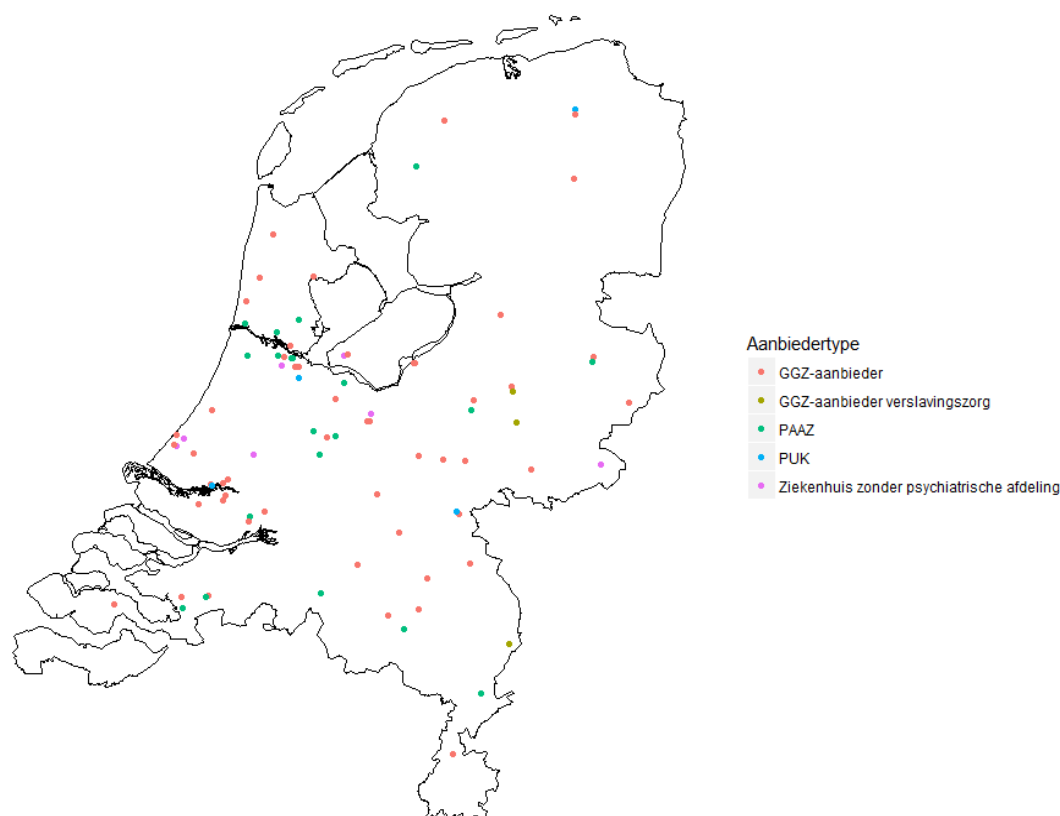 Aanbiedertype
GGZ-aanbieder
GGZ-aanbieder verslavingszorg
PAAZ
PUK
Ziekenhuis zonder psychiatrische afdeling